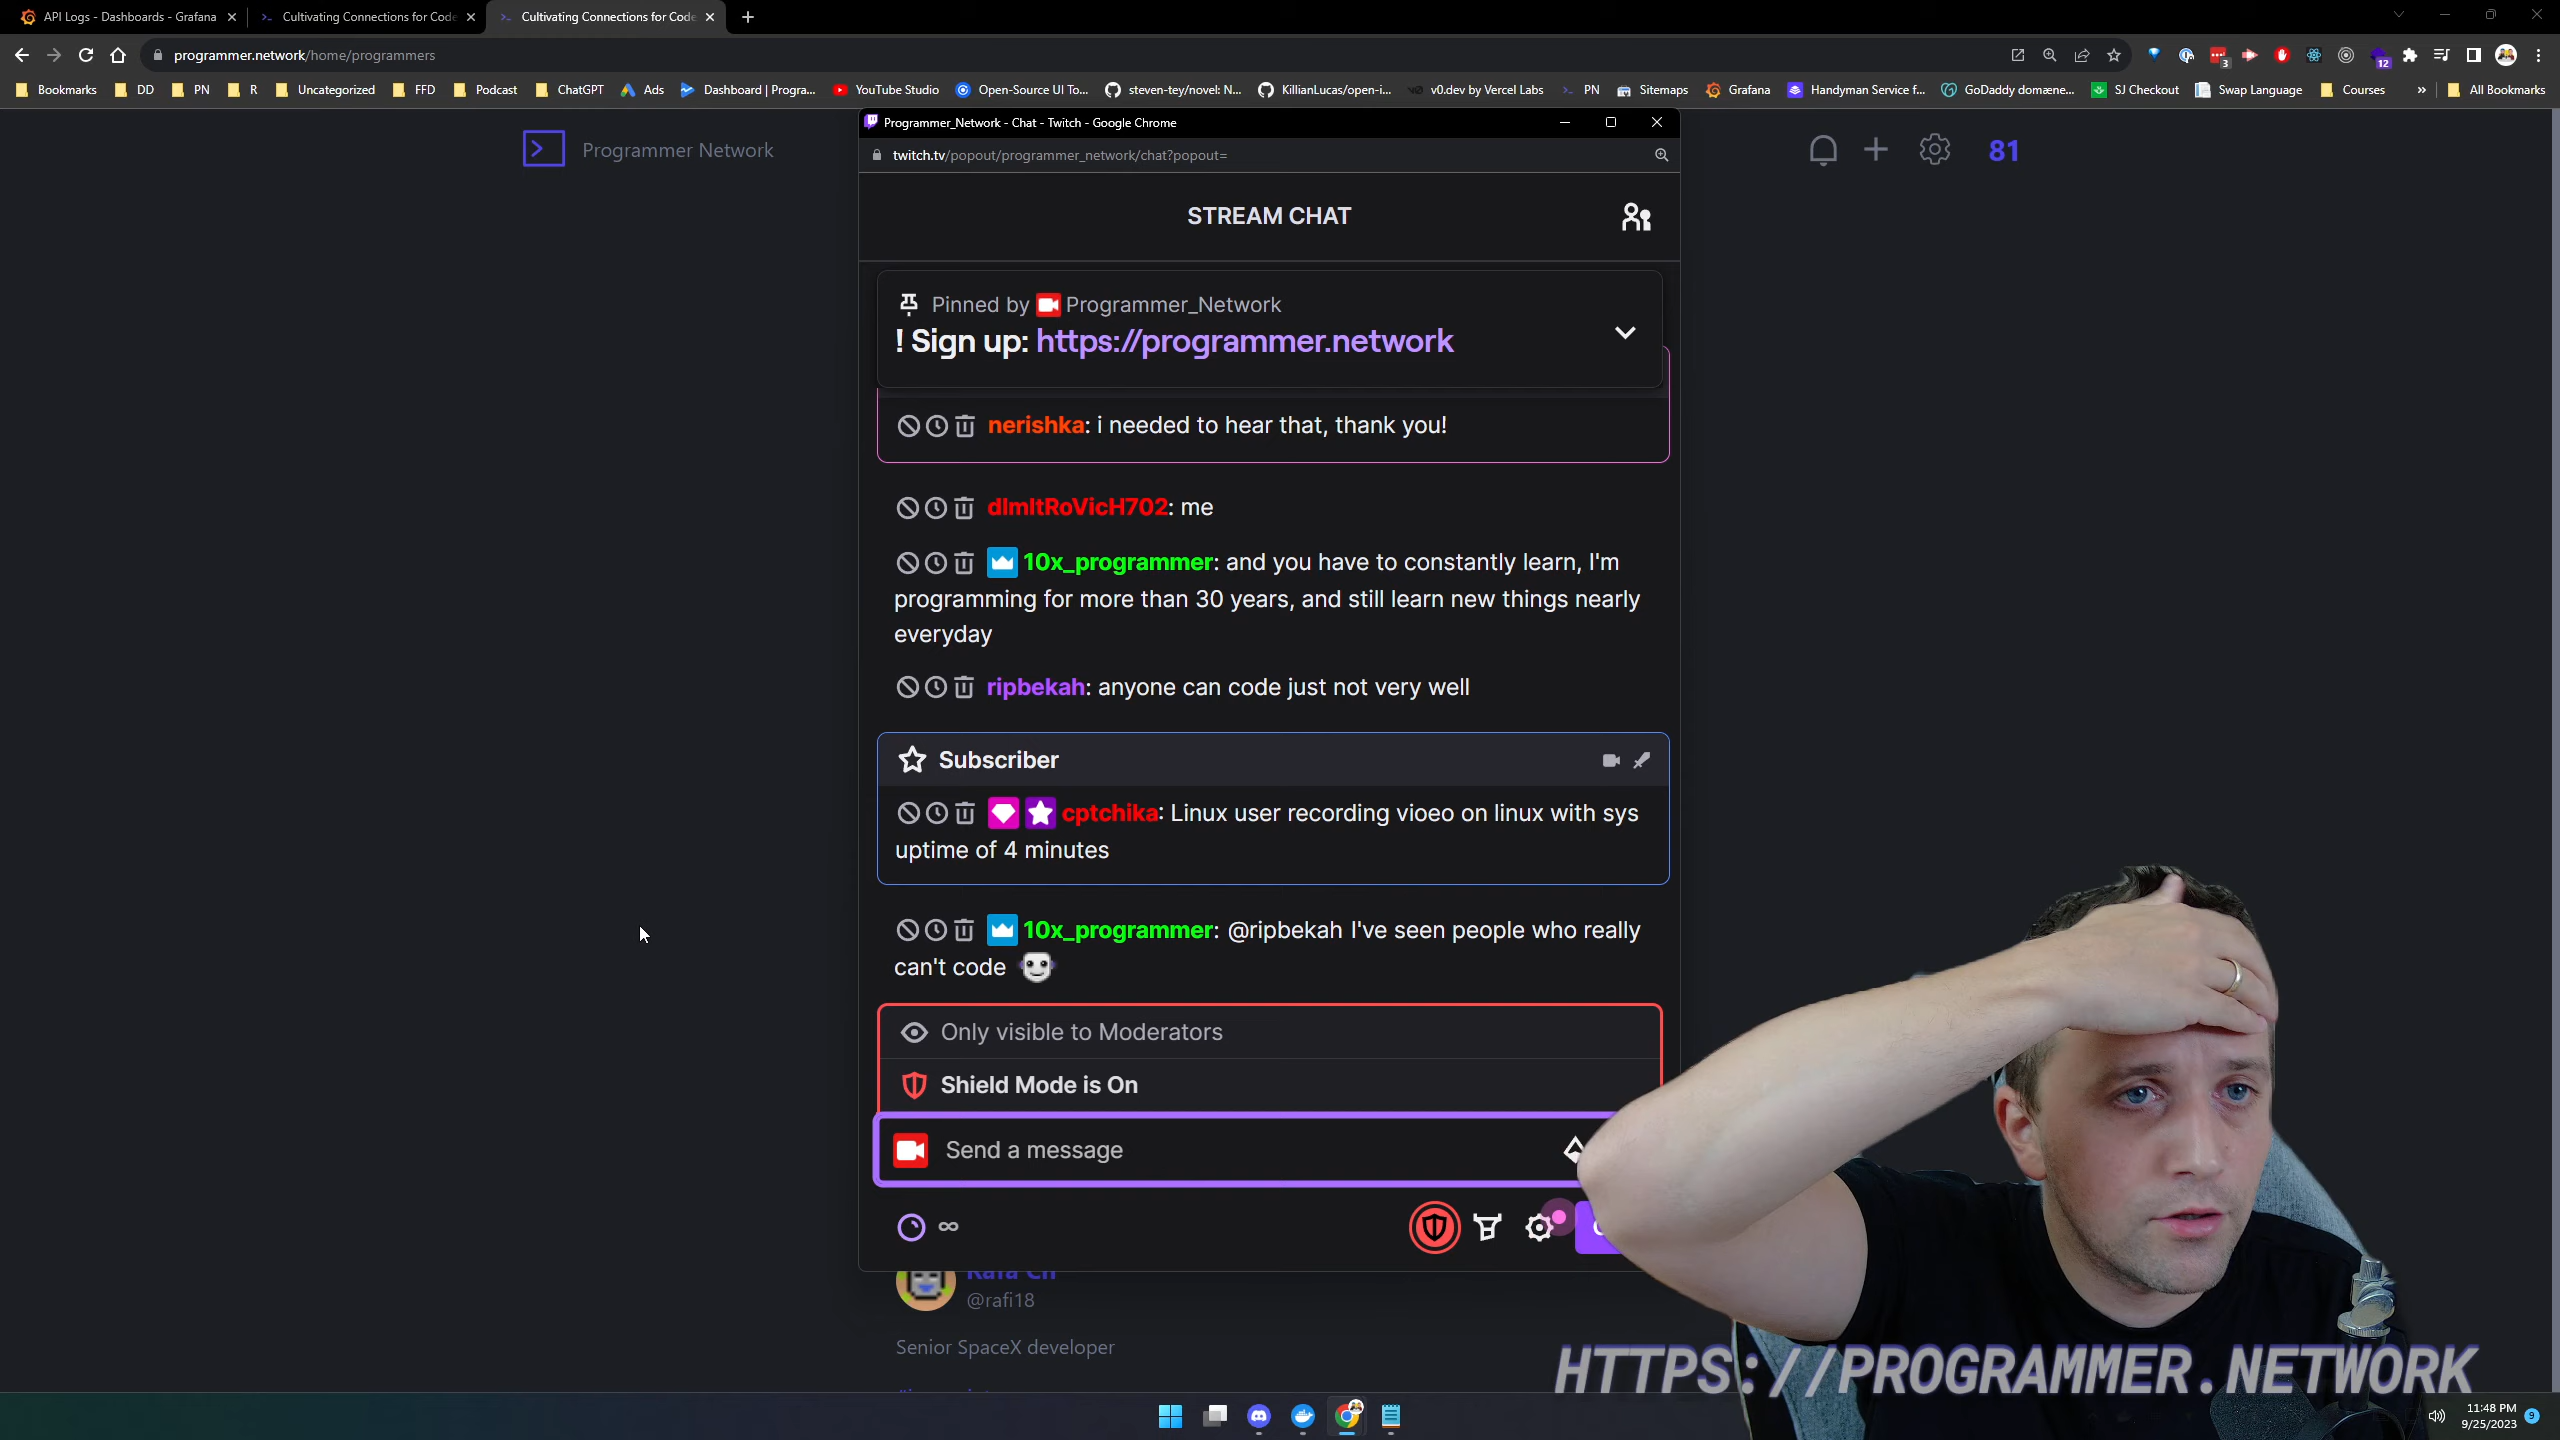 API Logs - Dashboards - Grafana
Cultivating Connections for Code
Cultivating Connections for Code
programmer.network/home/programmers
3
12
Bookmarks
DD
PN
R
Uncategorized
FFD
Podcast
ChatGPT
Ads
Dashboard | Progra...
YouTube Studio
Open-Source UI To...
steven-tey/novel: N...
KillianLucas/open-i...
v0.dev by Vercel Labs
PN
Sitemaps
Grafana
Handyman Service f...
GoDaddy domæne...
SJ Checkout
Swap Language
Courses
»
All Bookmarks
Programmer Network
81
Programmer_Network - Chat - Twitch - Google Chrome
twitch.tv/popout/programmer_network/chat?popout=
STREAM CHAT
Pinned by Programmer_Network
! Sign up: https://programmer.network
nerishka: i needed to hear that, thank you!
dImItRoVicH702: me
10x_programmer: and you have to constantly learn, I'm
programming for more than 30 years, and still learn new things nearly
everyday
ripbekah: anyone can code just not very well
Subscriber
cptchika: Linux user recording vioeo on linux with sys
uptime of 4 minutes
10x_programmer: @ripbekah I've seen people who really
can't code
Only visible to Moderators
Shield Mode is On
Send a message
∞
@rafi18
Senior SpaceX developer
HTTPS://PROGRAMMER.NETWORK
11:48 PM
9/25/2023
9